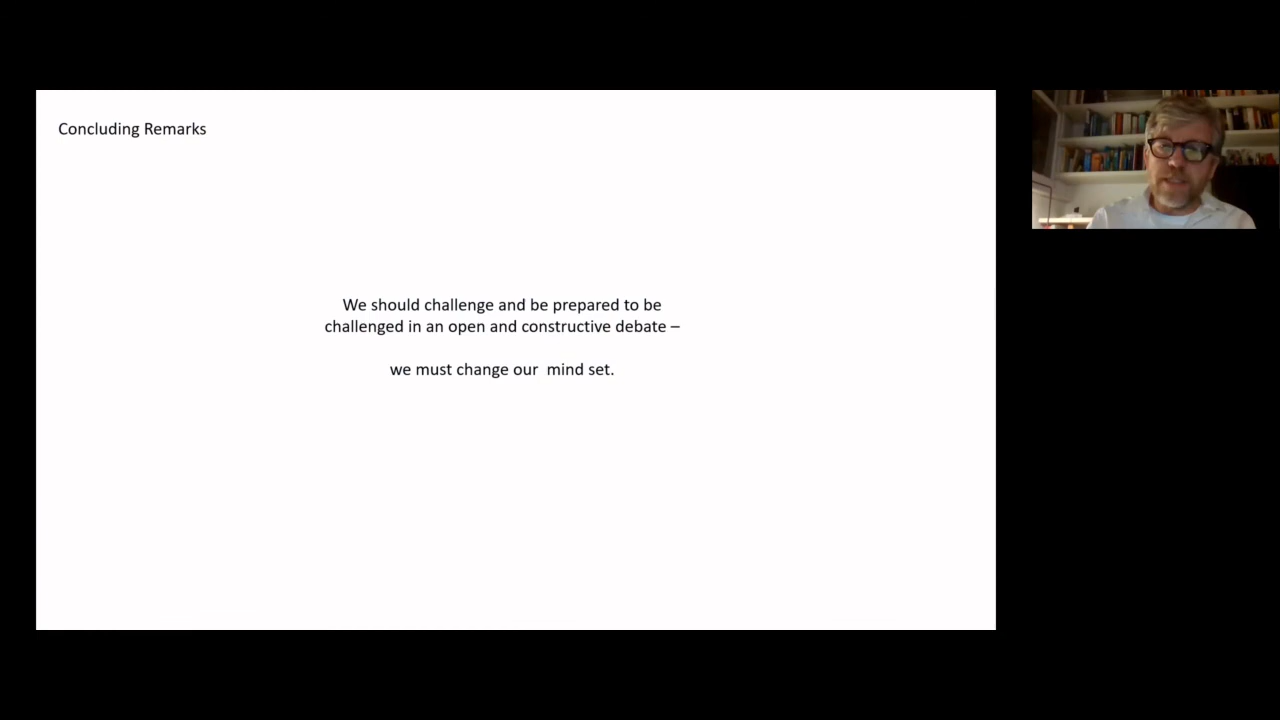 Concluding Remarks
We should challenge and be prepared to be
challenged in an open and constructive debate –
we must change our  mind set.